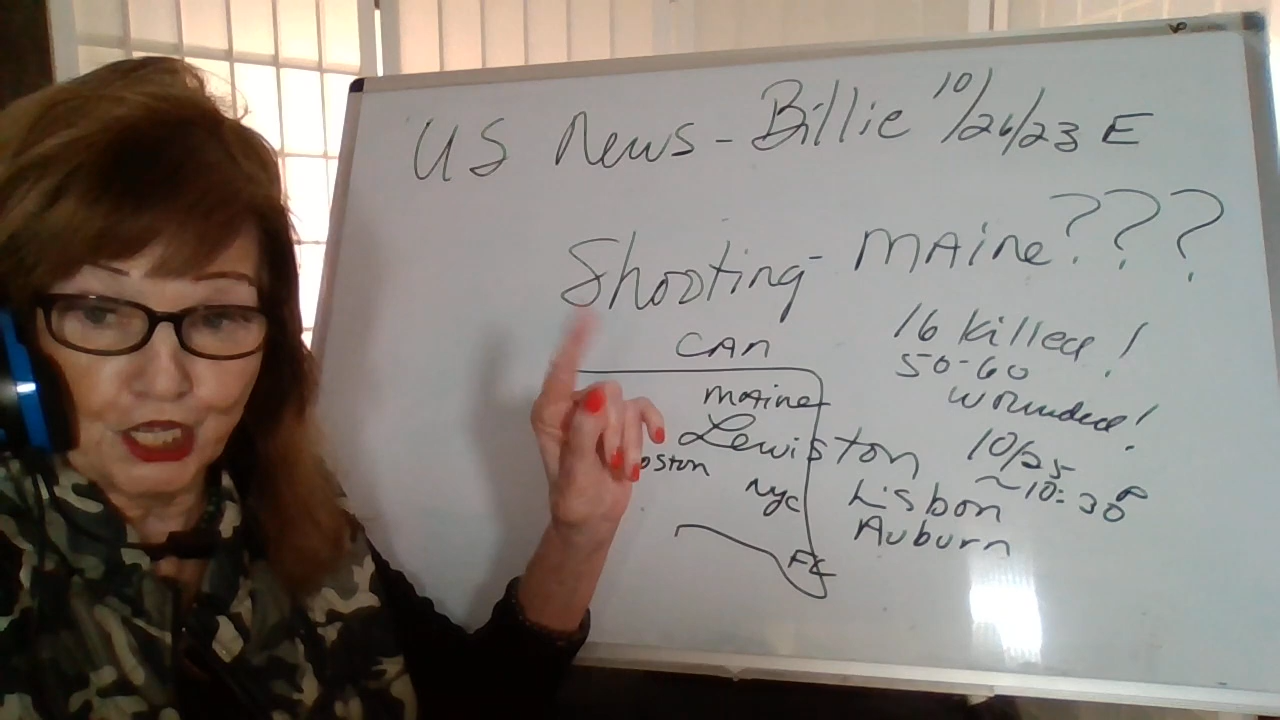 US News - Billie 10/26/23 E
Shooting - MAine???
16 killed!
50-60
wounded!
CAN
MAine
Lewiston
10/25
~10:30P
oston
NYC
Lisbon
Auburn
FL